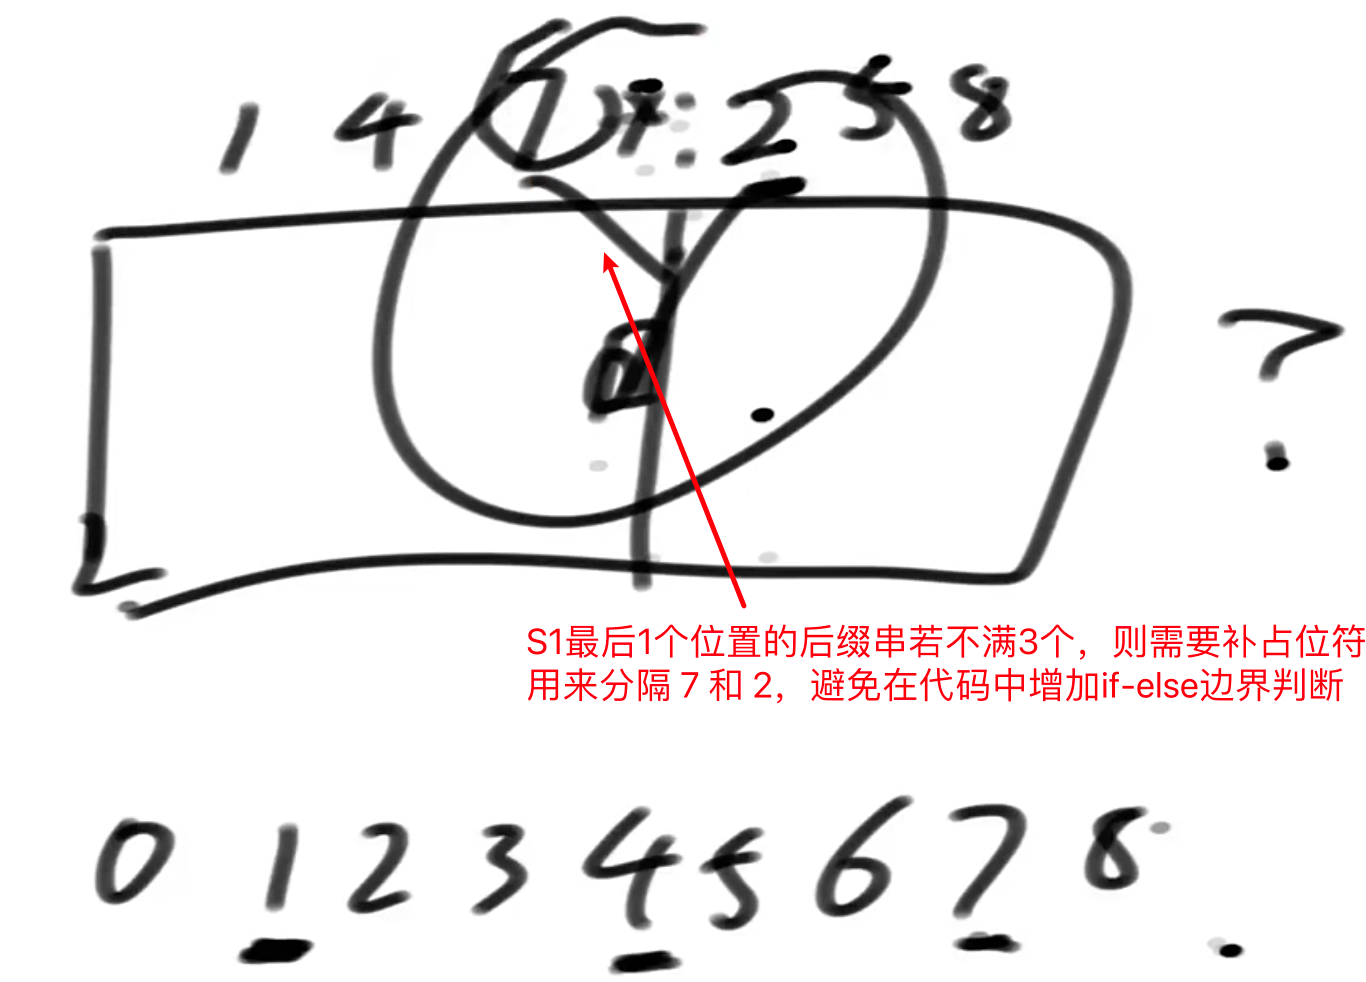 1 4 7 2 5 8
?
S1最后1个位置的后缀串若不满3个，则需要补占位符
用来分隔 7 和 2，避免在代码中增加if-else边界判断
0 1 2 3 4 5 6 7 8